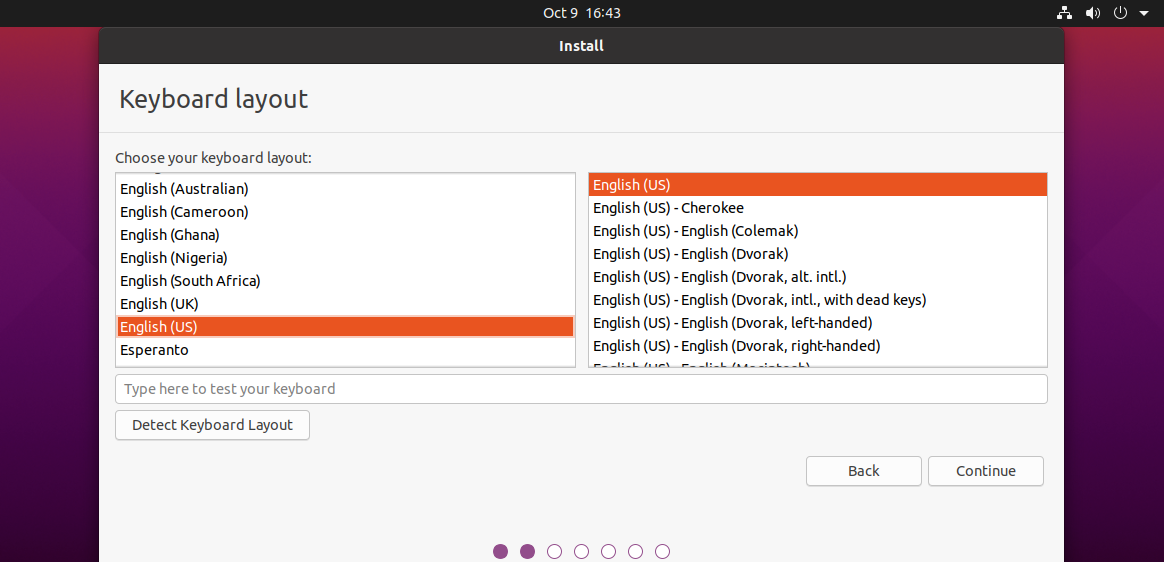 Oct 9 16:43
Install
Keyboard layout
Choose your keyboard layout:
English (Australian)
English (Cameroon)
English (Ghana)
English (Nigeria)
English (South Africa)
English (UK)
English (US)
Esperanto
English (US)
English (US) - Cherokee
English (US) - English (Colemak)
English (US) - English (Dvorak)
English (US) - English (Dvorak, alt. intl.)
English (US) - English (Dvorak, intl., with dead keys)
English (US) - English (Dvorak, left-handed)
English (US) - English (Dvorak, right-handed)
English (US) - English (Macintosh)
Type here to test your keyboard
Detect Keyboard Layout
Back
Continue